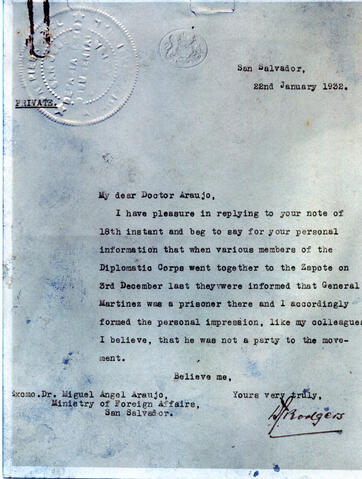 San Salvador,
22nd January 1932.
PRIVATE.
My dear Doctor Araujo,
I have pleasure in replying to your note of
18th instant and beg to say for your personal
information that when various members of the
Diplomatic Corps went together to the Zapote on
3rd December last they were informed that General
Martinez was a prisoner there and I accordingly
formed the personal impression, like my colleagues
I believe, that he was not a party to the move-
ment.
Believe me,
Yours very truly,
Excmo. Dr. Miguel Angel Araujo,
Ministry of Foreign Affairs,
San Salvador.
Rodgers